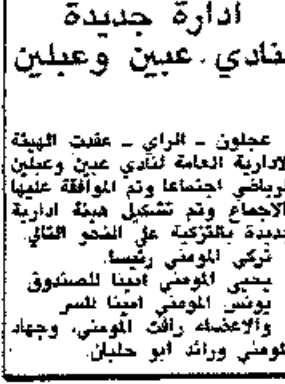 ادارة جديدة
لنادي عبين وعبلين
عجلون - الراي - عقدت الهيئة
الادارية العامة لنادي عبين وعبلين
الرياضي اجتماعا وتم الموافقة عليها
بالاجماع وتم تشكيل هيئة ادارية
جديدة بالتزكية على النحو التالي.
تركي المومني رئيسا.
يحيى المومني امينا للصندوق
يونس المومني امينا للسر
والاعضاء رافت المومني، وجهاد
المومني ورائد ابو حلبان.